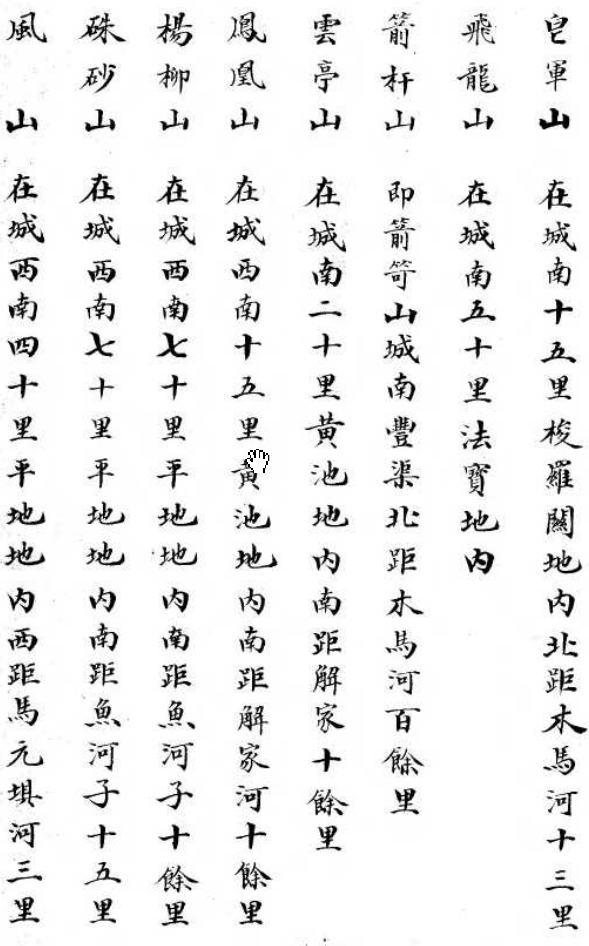 皀軍山 在城南十五里梭羅關地內北距木馬河十三里
飛龍山 在城南五十里法寶地內
箭杆山 即箭笴山城南豐渠北距木馬河百餘里
雲亭山 在城南二十里黃池地內南距解家十餘里
鳳凰山 在城西南十五里黃池地內南距解家河十餘里
楊柳山 在城西南七十里平地地內南距魚河子十餘里
硃砂山 在城西南七十里平地地內南距魚河子十五里
風山 在城西南四十里平地地內西距馬元填河三里